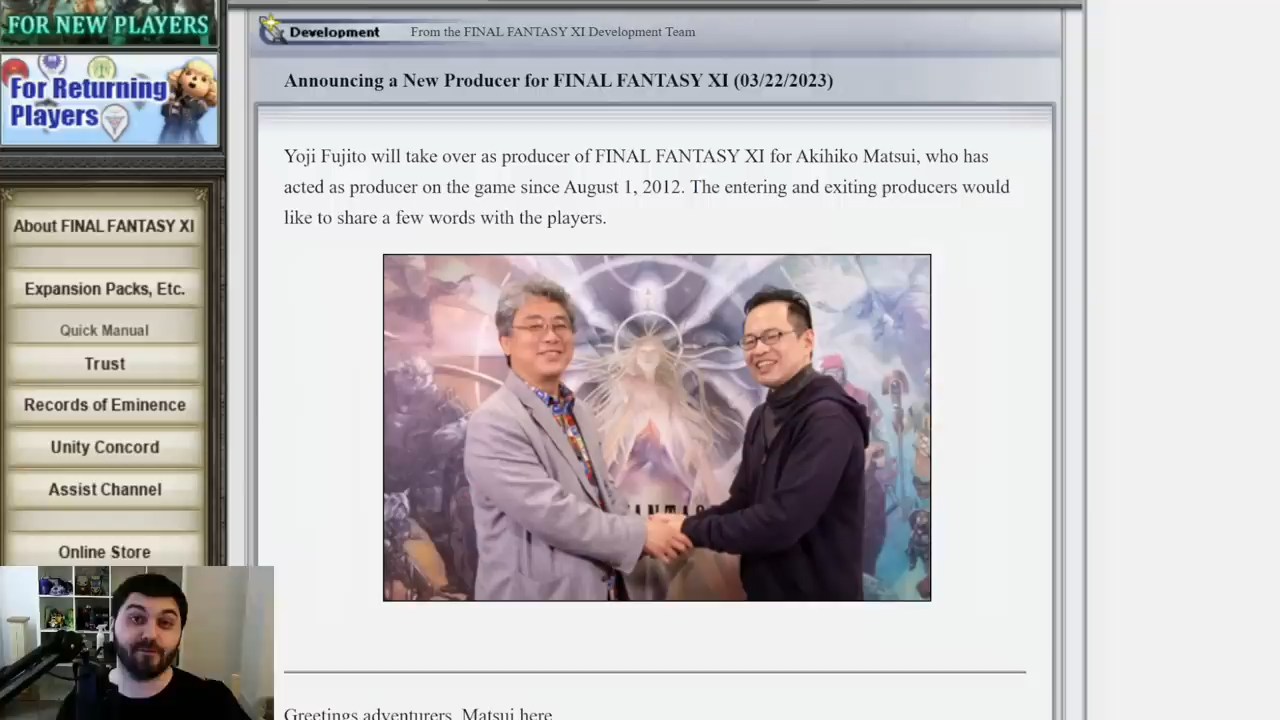 FOR NEW PLAYERS
For Returning
Players
About FINAL FANTASY XI
Expansion Packs, Etc.
Quick Manual
Trust
Records of Eminence
Unity Concord
Assist Channel
Online Store
Development
From the FINAL FANTASY XI Development Team
Announcing a New Producer for FINAL FANTASY XI (03/22/2023)
Yoji Fujito will take over as producer of FINAL FANTASY XI for Akihiko Matsui, who has
acted as producer on the game since August 1, 2012. The entering and exiting producers would
like to share a few words with the players.
Greetings adventurers, Matsui here.